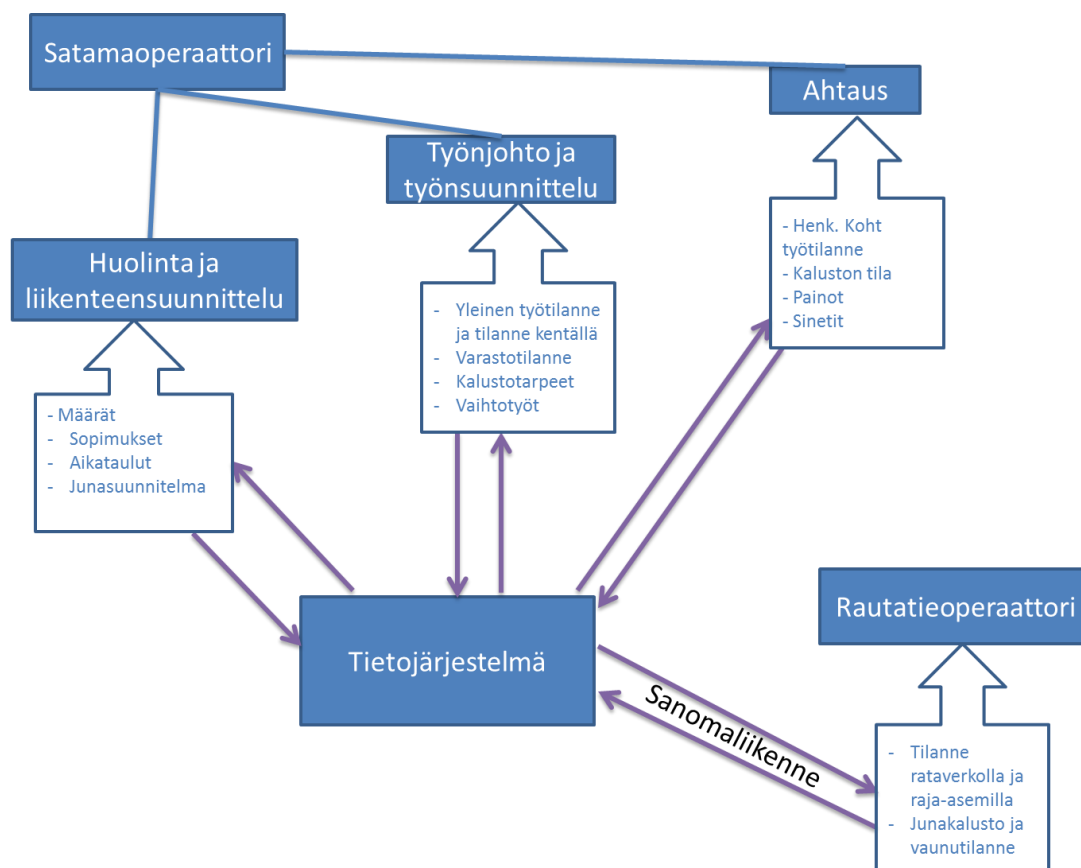 Satamaoperaattori
Ahtaus
Työnjohto ja
työnsuunnittelu
Huolinta ja
liikenteensuunnittelu
- Henk. Koht
työtilanne
- Kaluston tila
- Painot
- Sinetit
- Yleinen työtilanne
ja tilanne kentällä
- Varastotilanne
- Kalustotarpeet
- Vaihtotyöt
- Määrät
- Sopimukset
- Aikataulut
- Junasuunnitelma
Rautatieoperaattori
Tietojärjestelmä
Sanomaliikenne
- Tilanne
rataverkolla ja
raja-asemilla
- Junakalusto ja
vaunutilanne